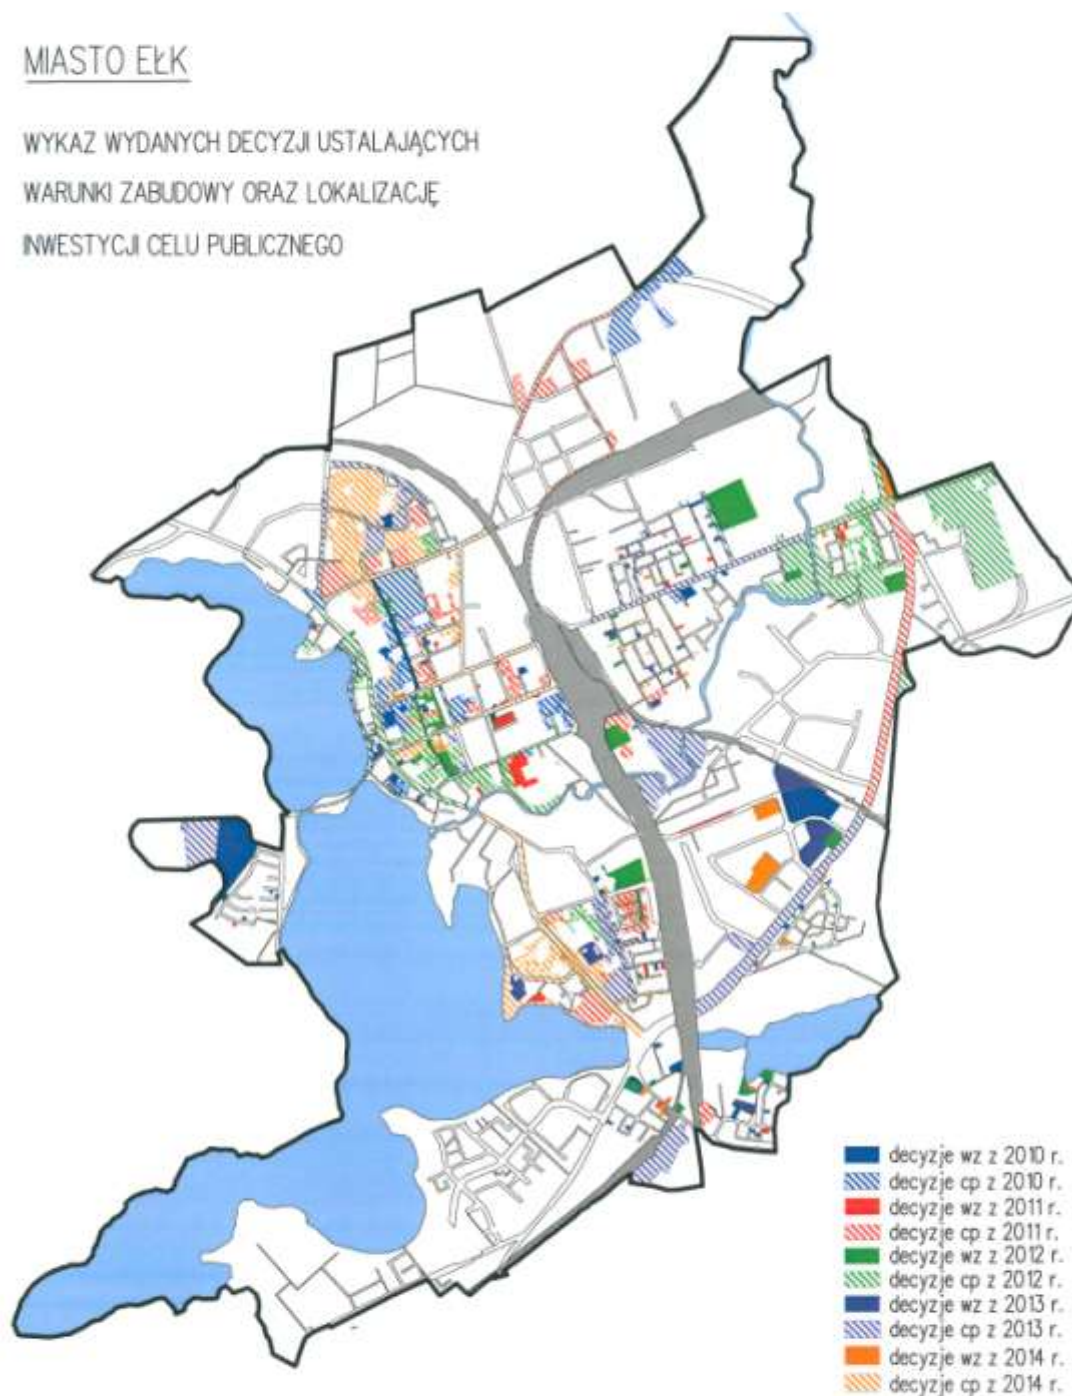 MIASTO EŁK
WYKAZ WYDANYCH DECYZJI USTALAJĄCYCH
WARUNKI ZABUDOWY ORAZ LOKALIZACJĘ
INWESTYCJI CELU PUBLICZNEGO
decyzje wz z 2010 r.
decyzje cp z 2010 r.
decyzje wz z 2011 r.
decyzje cp z 2011 r.
decyzje wz z 2012 r.
decyzje cp z 2012 r.
decyzje wz z 2013 r.
decyzje cp z 2013 r.
decyzje wz z 2014 r.
decyzje cp z 2014 r.